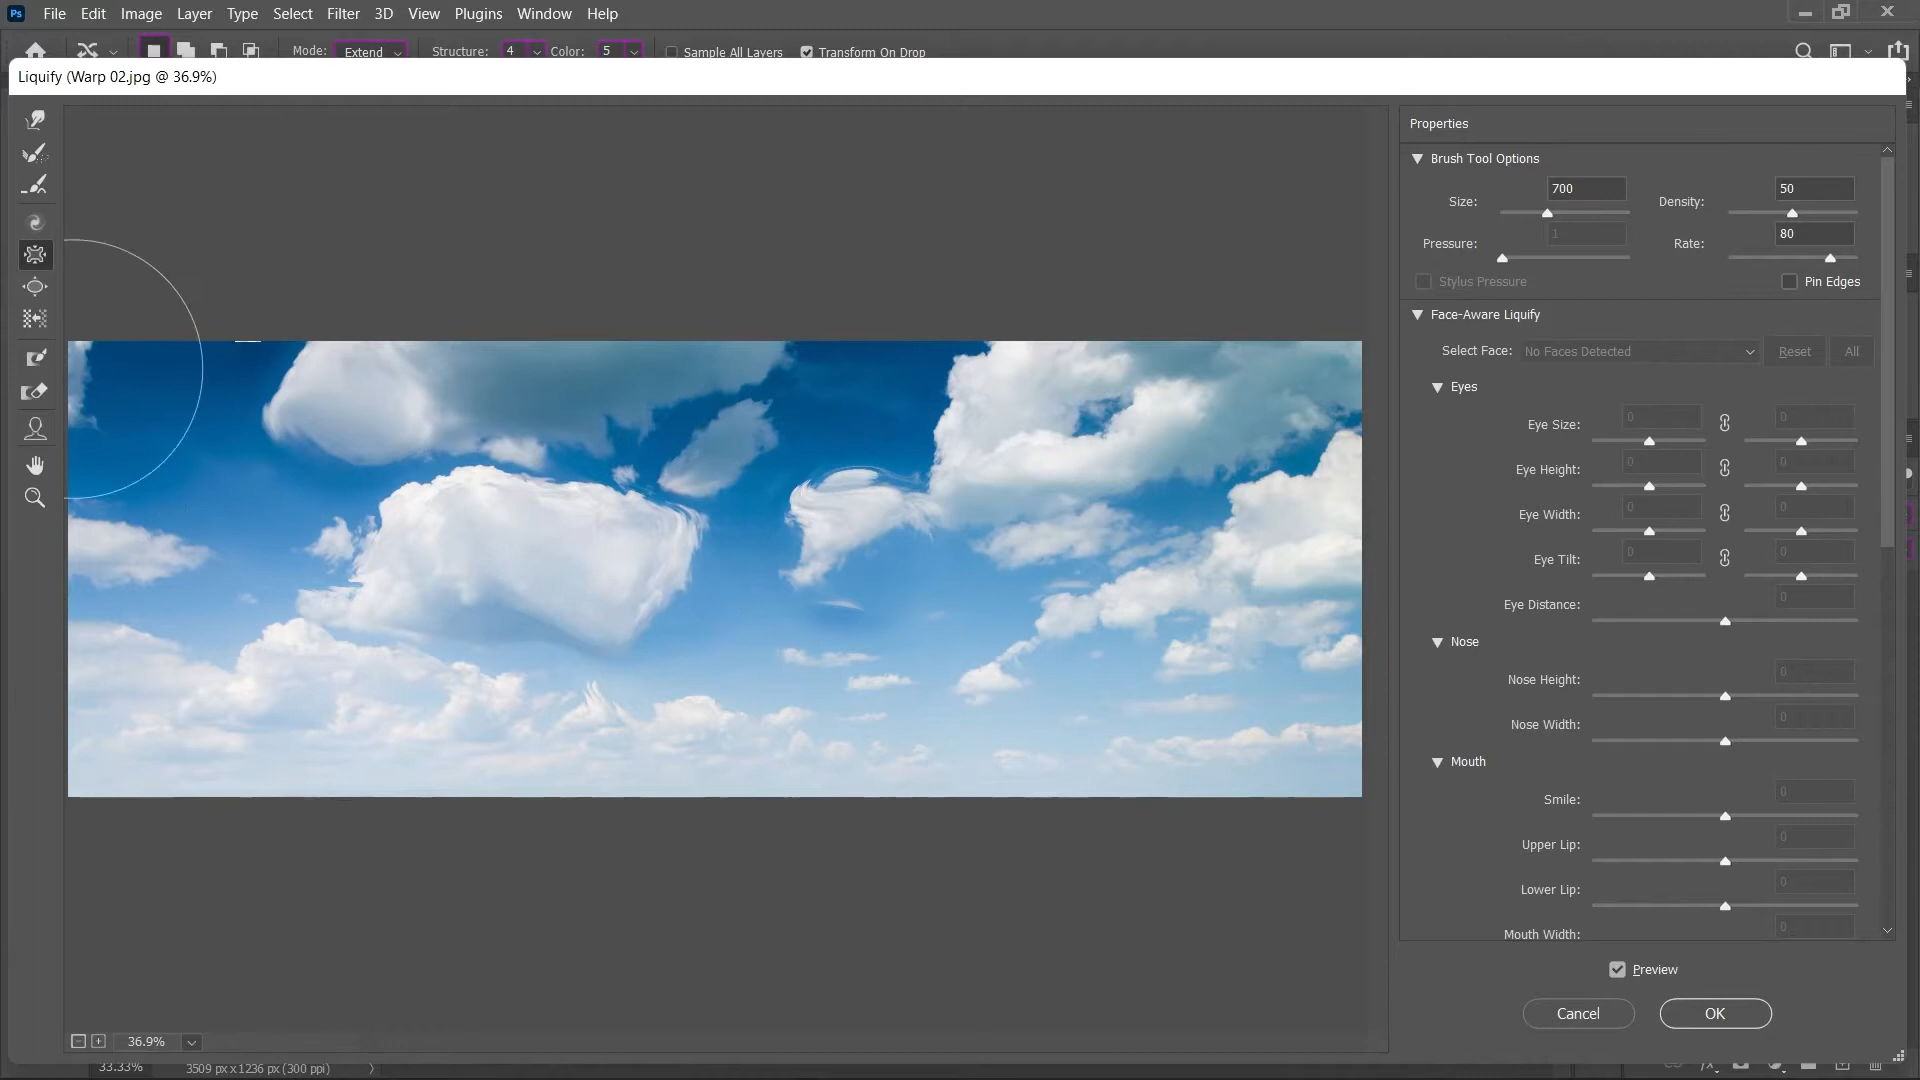 Ps File Edit Image Layer Type Select Filter 3D View Plugins Window Help
Mode: Extend Structure: 4 Color: 5 Sample All Layers Transform On Drop
Liquify (Warp 02.jpg @ 36.9%)
Properties
Brush Tool Options
Size: 700 Density: 50
Pressure: 1 Rate: 80
Stylus Pressure Pin Edges
Face-Aware Liquify
Select Face: No Faces Detected Reset All
Eyes
Eye Size: 0 0
Eye Height: 0 0
Eye Width: 0 0
Eye Tilt: 0 0
Eye Distance: 0
Nose
Nose Height: 0
Nose Width: 0
Mouth
Smile: 0
Upper Lip: 0
Lower Lip: 0
Mouth Width: 0
Preview
Cancel OK
36.9%
33.33% 3509 px x 1236 px (300 ppi)